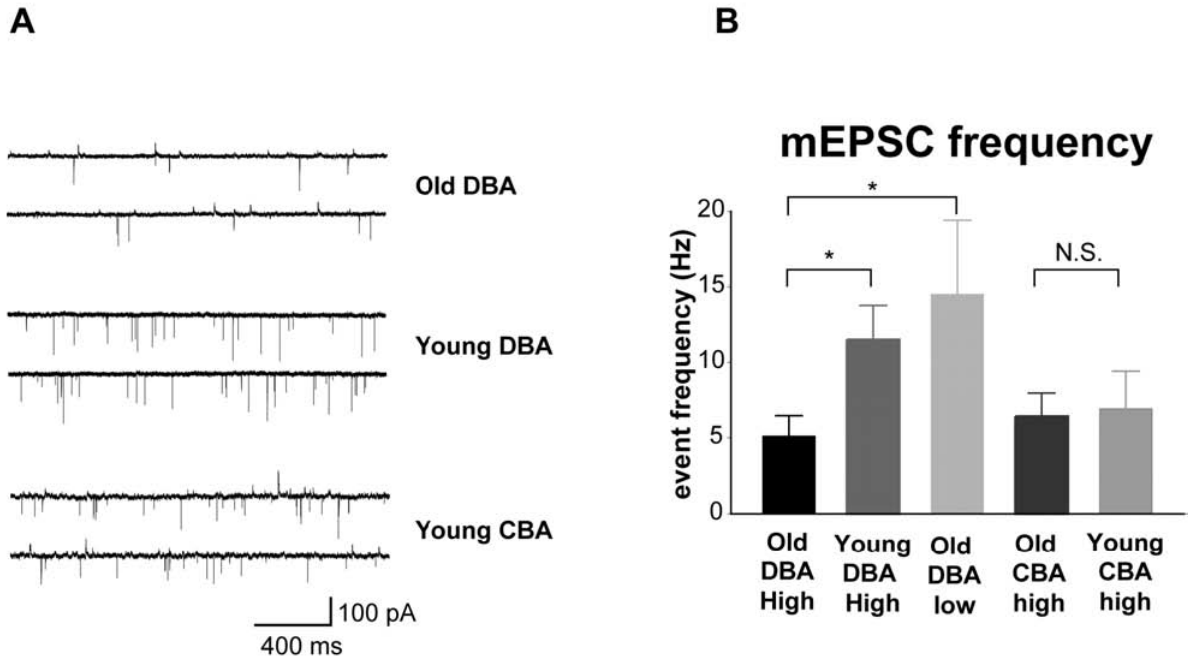 A
Old DBA
Young DBA
Young CBA
100 pA
400 ms
B
mEPSC frequency
event frequency (Hz)
20
15
10
5
0
*
*
N.S.
Old
DBA
High
Young
DBA
High
Old
DBA
low
Old
CBA
high
Young
CBA
high